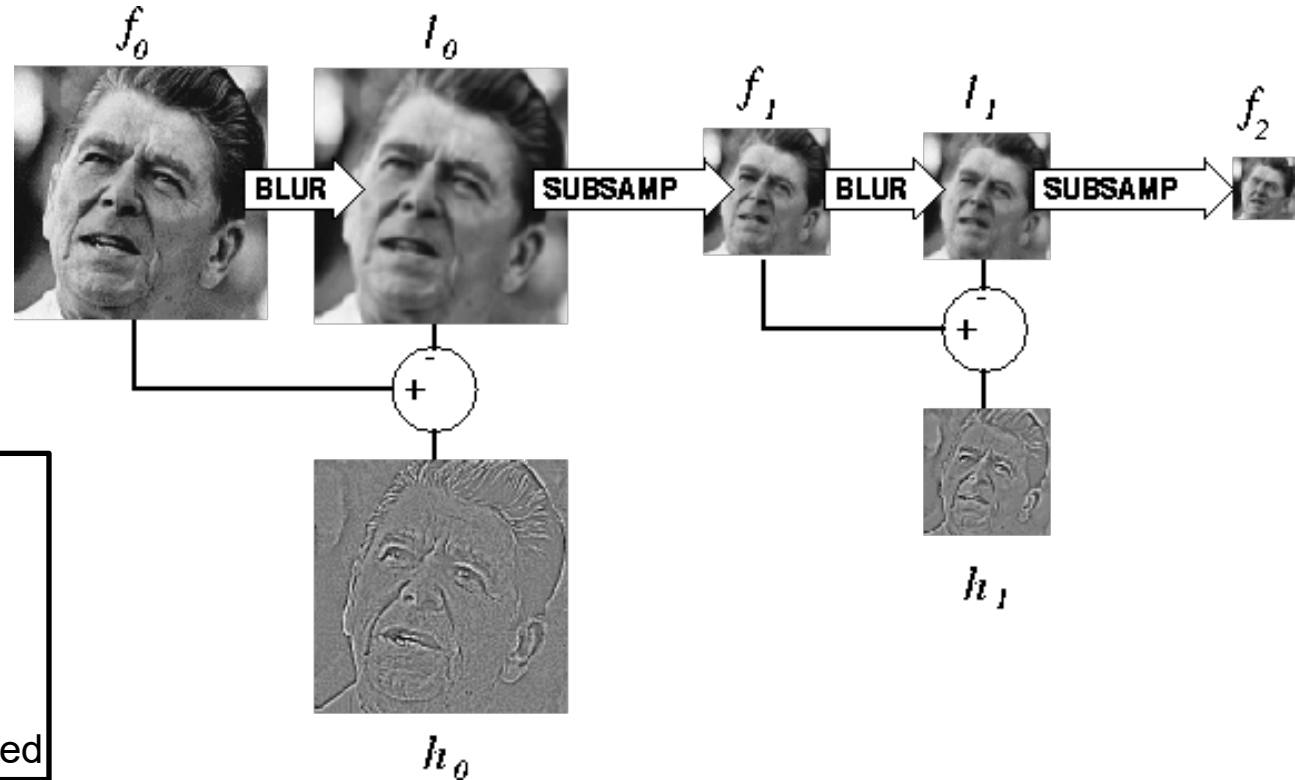 f₀
l₀
f₁
l₁
f₂
BLUR
SUBSAMP
BLUR
SUBSAMP
-
+
-
+
h₁
h₀
ed